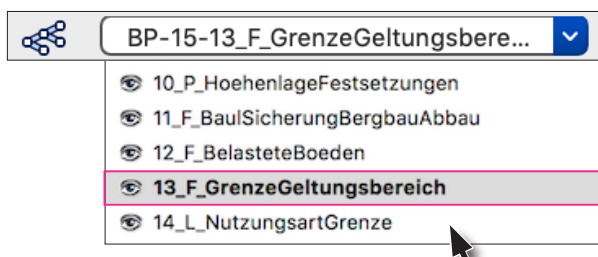 BP-15-13_F_GrenzeGeltungsbere...
10_P_HoehenlageFestsetzungen
11_F_BaulSicherungBergbauAbbau
12_F_BelasteteBoeden
13_F_GrenzeGeltungsbereich
14_L_NutzungsartGrenze